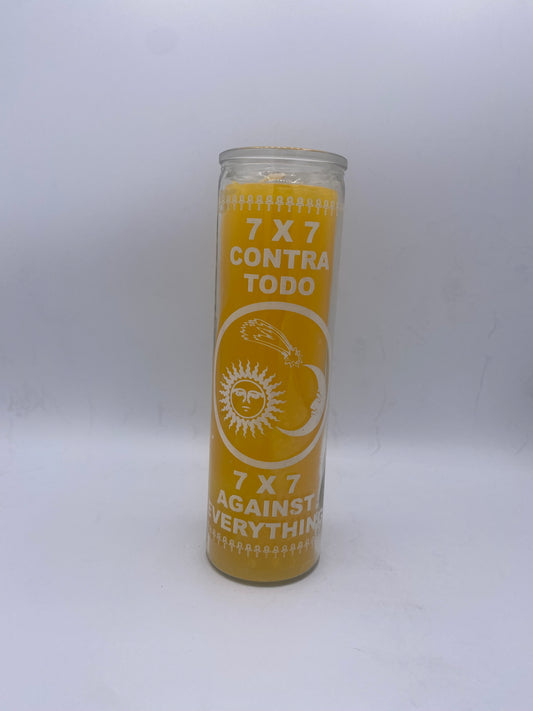 7 X 7
CONTRA
TODO
7 X 7
AGAINST
EVERYTHING